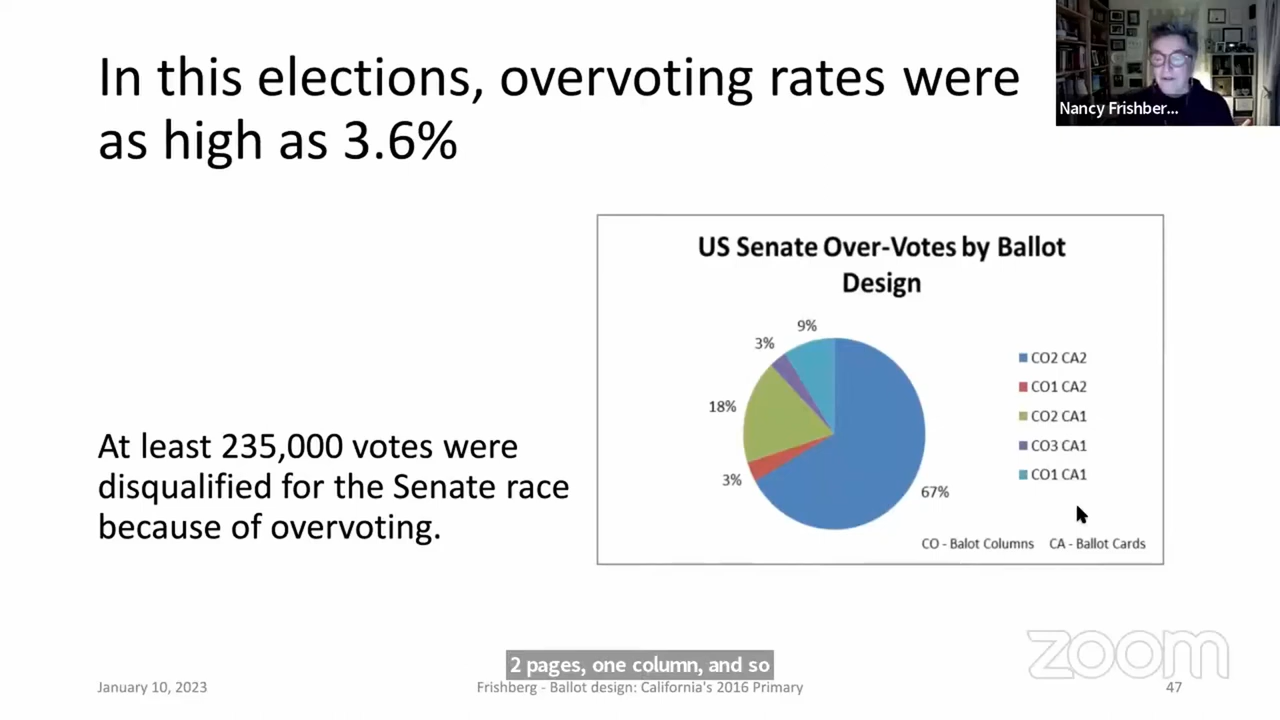 In this elections, overvoting rates were
as high as 3.6%
Nancy Frishber...
US Senate Over-Votes by Ballot
Design
9%
3%
18%
3%
67%
CO2 CA2
CO1 CA2
CO2 CA1
CO3 CA1
CO1 CA1
CO - Balot Columns CA - Ballot Cards
At least 235,000 votes were
disqualified for the Senate race
because of overvoting.
zoom
2 pages, one column, and so
January 10, 2023
Frishberg - Ballot design: California's 2016 Primary
47